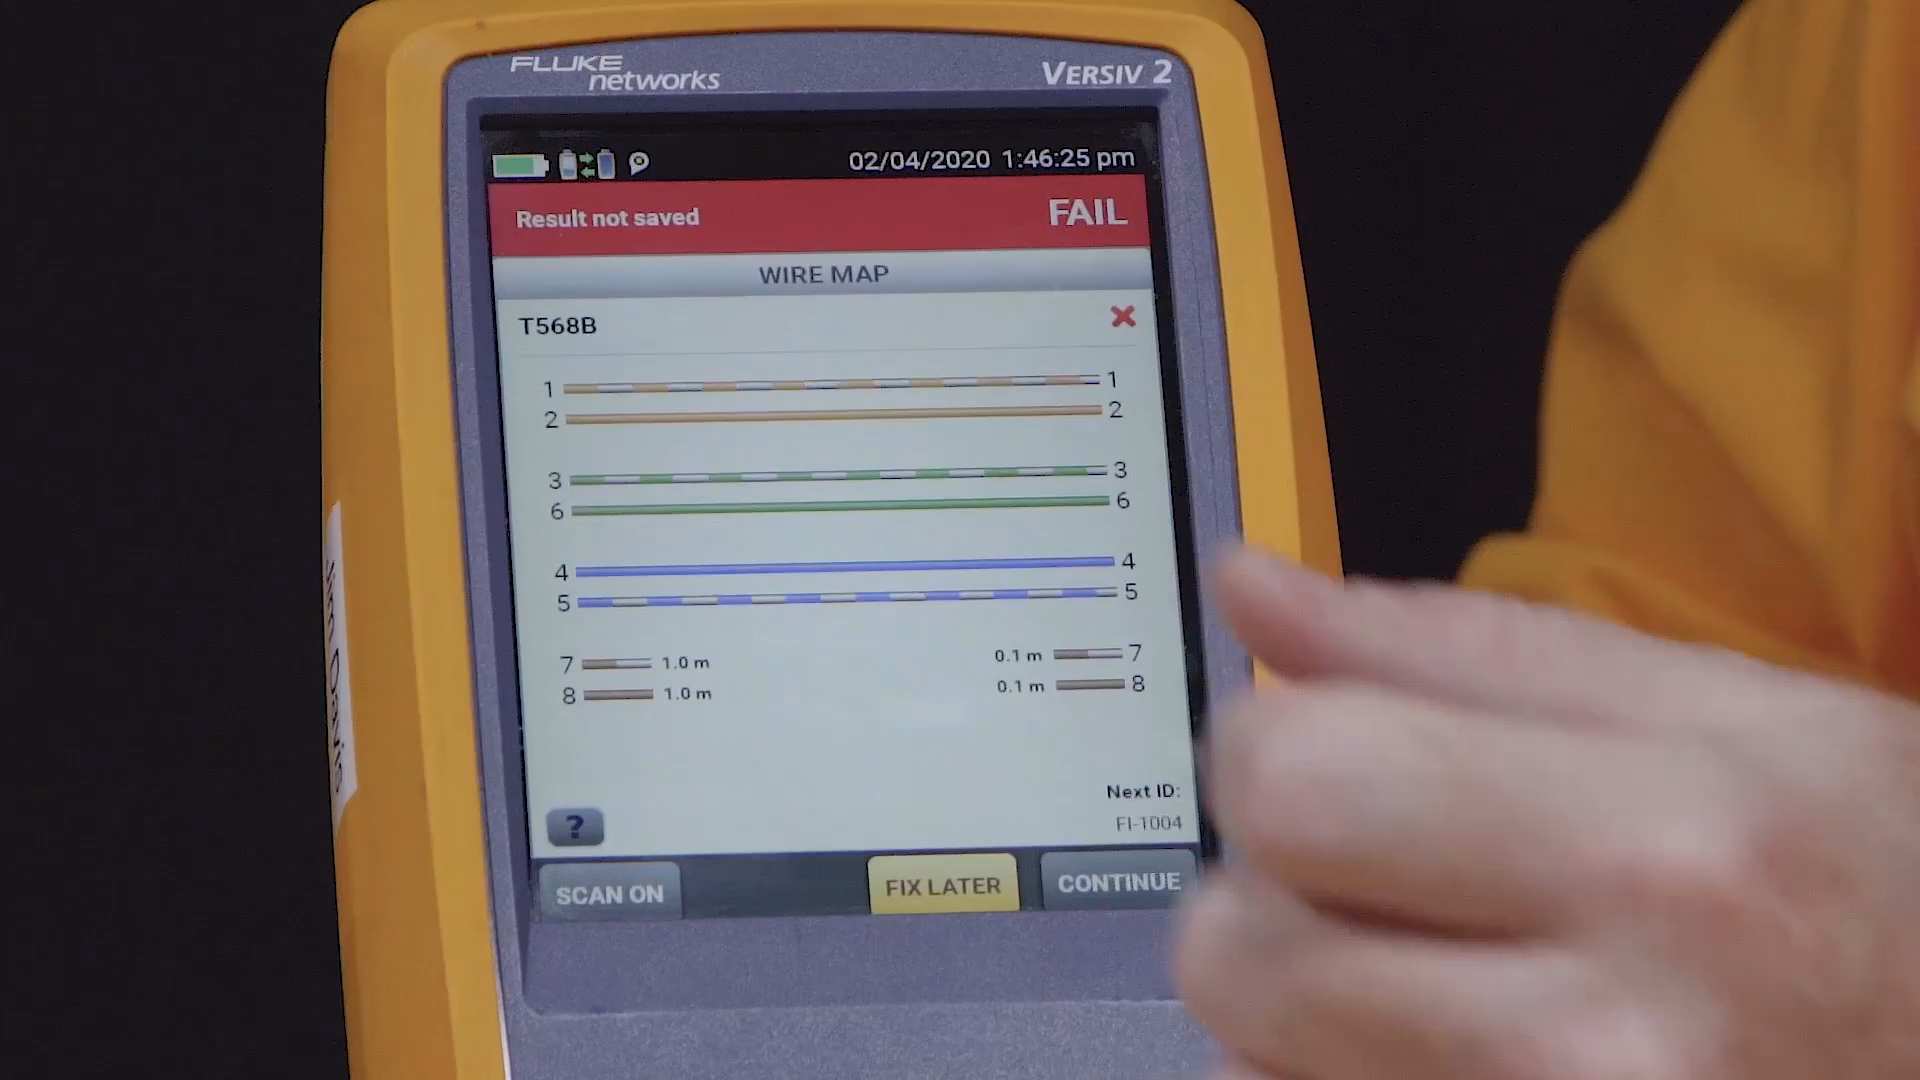 FLUKE
networks
VERSIV 2
02/04/2020 1:46:25 pm
Result not saved
FAIL
WIRE MAP
T568B
1 1
2 2
3 3
6 6
4 4
5 5
7 1.0 m 0.1 m 7
8 1.0 m 0.1 m 8
Next ID:
FI-1004
?
SCAN ON
FIX LATER
CONTINUE
Jim Davis